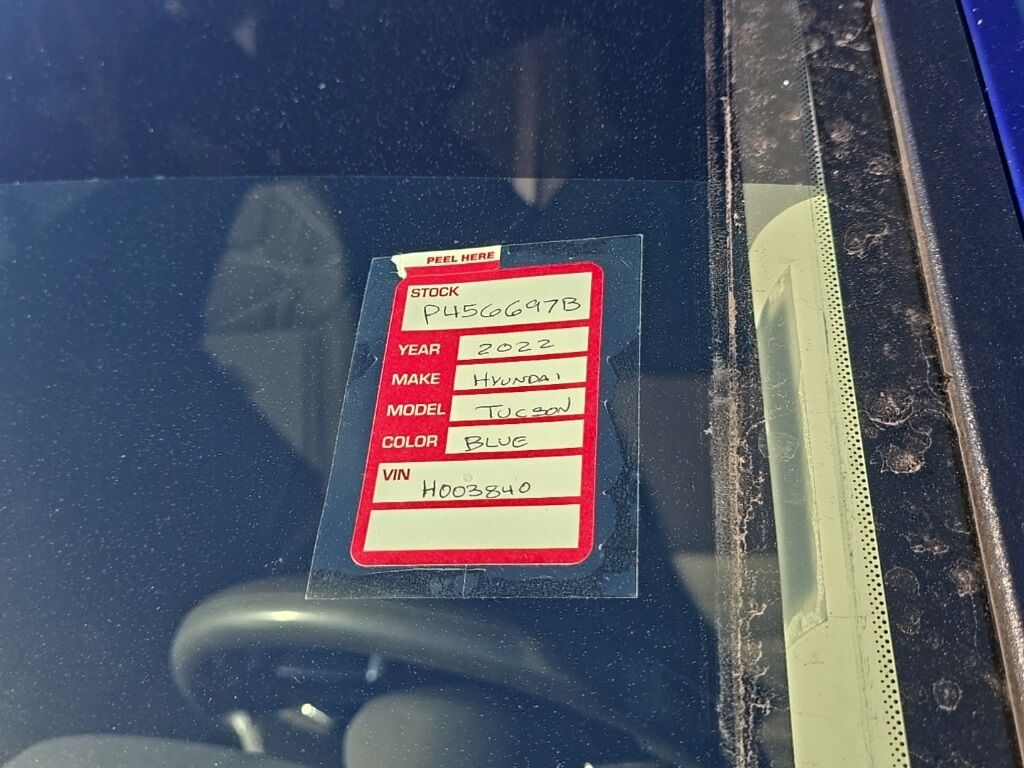 PEEL HERE
STOCK
P456697B
YEAR 2022
MAKE HYUNDAI
MODEL TUCSON
COLOR BLUE
VIN
H003840